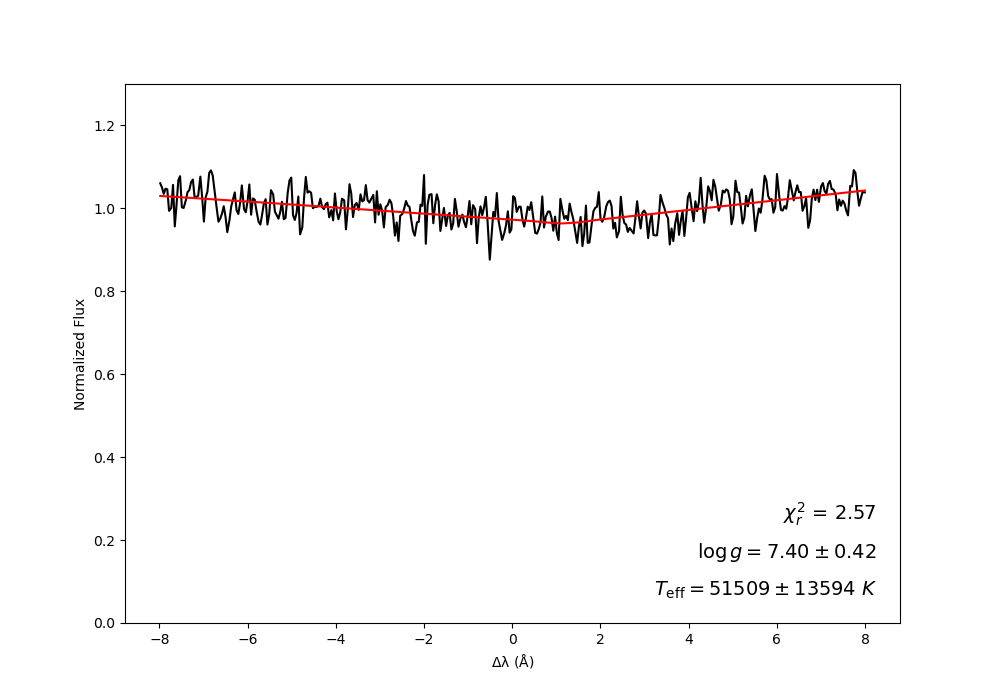 1.2
1.0
0.8
0.6
0.4
0.2
0.0
Normalized Flux
χ²ᵣ = 2.57
log g = 7.40 ± 0.42
T_eff = 51509 ± 13594 K
−8 −6 −4 −2 0 2 4 6 8
Δλ (Å)